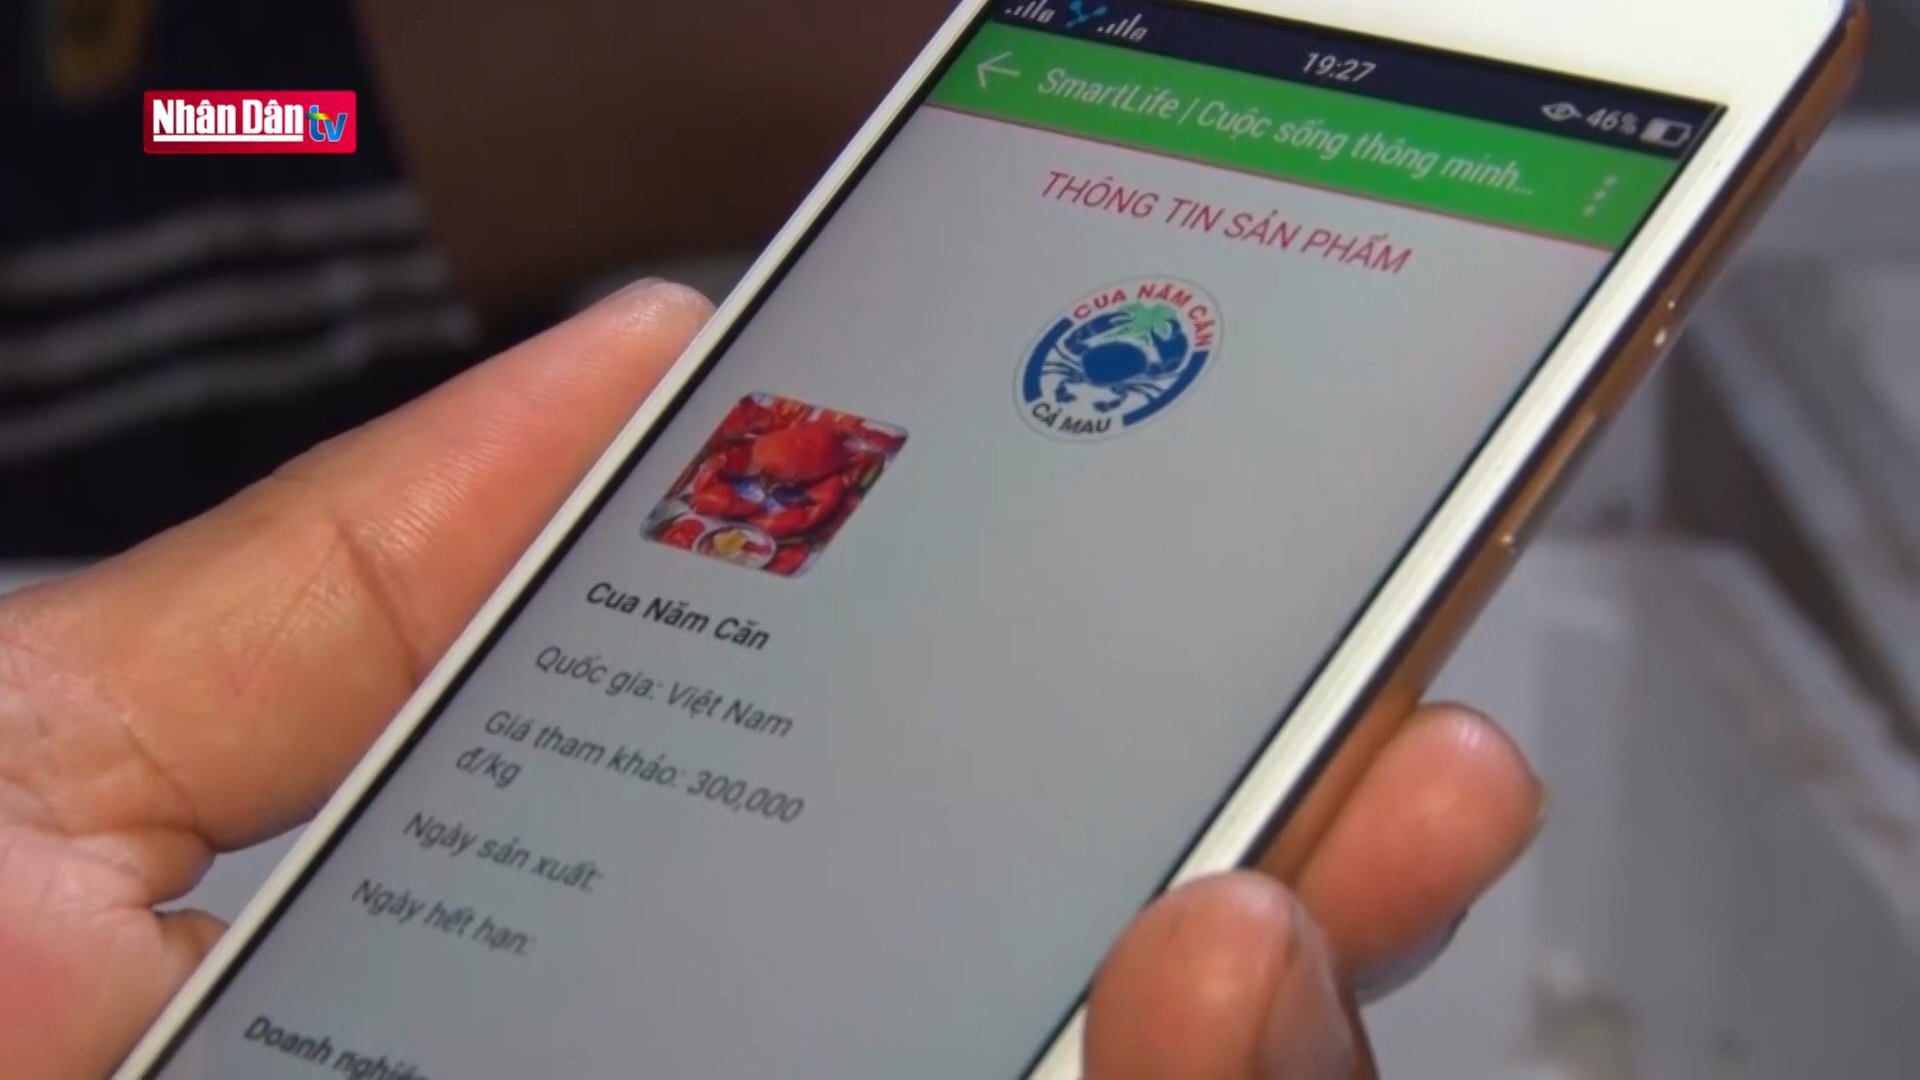 Nhân Dân tv
19:27
46%
SmartLife | Cuộc sống thông minh...
THÔNG TIN SẢN PHẨM
CUA NĂM CĂN
CÀ MAU
Cua Năm Căn
Quốc gia: Việt Nam
Giá tham khảo: 300,000
đ/kg
Ngày sản xuất:
Ngày hết hạn:
Doanh nghiệ